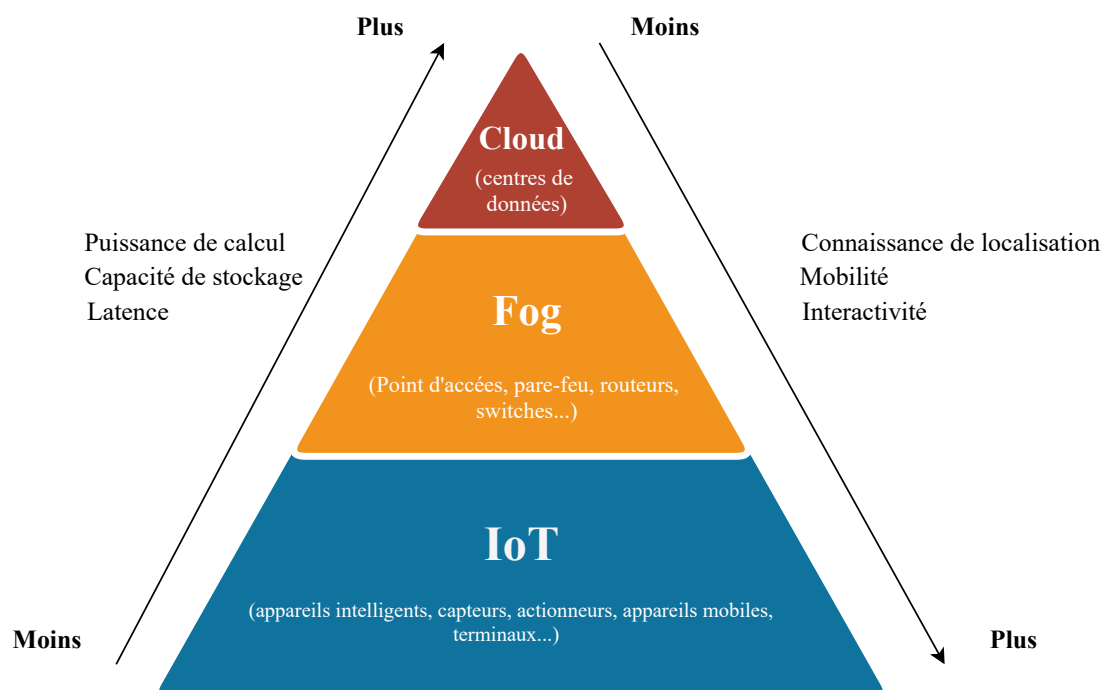 Plus
Moins
Cloud
(centres de
données)
Puissance de calcul
Capacité de stockage
Latence
Connaissance de localisation
Mobilité
Interactivité
Fog
(Point d'accées, pare-feu, routeurs,
switches...)
IoT
(appareils intelligents, capteurs, actionneurs, appareils mobiles,
terminaux...)
Moins
Plus